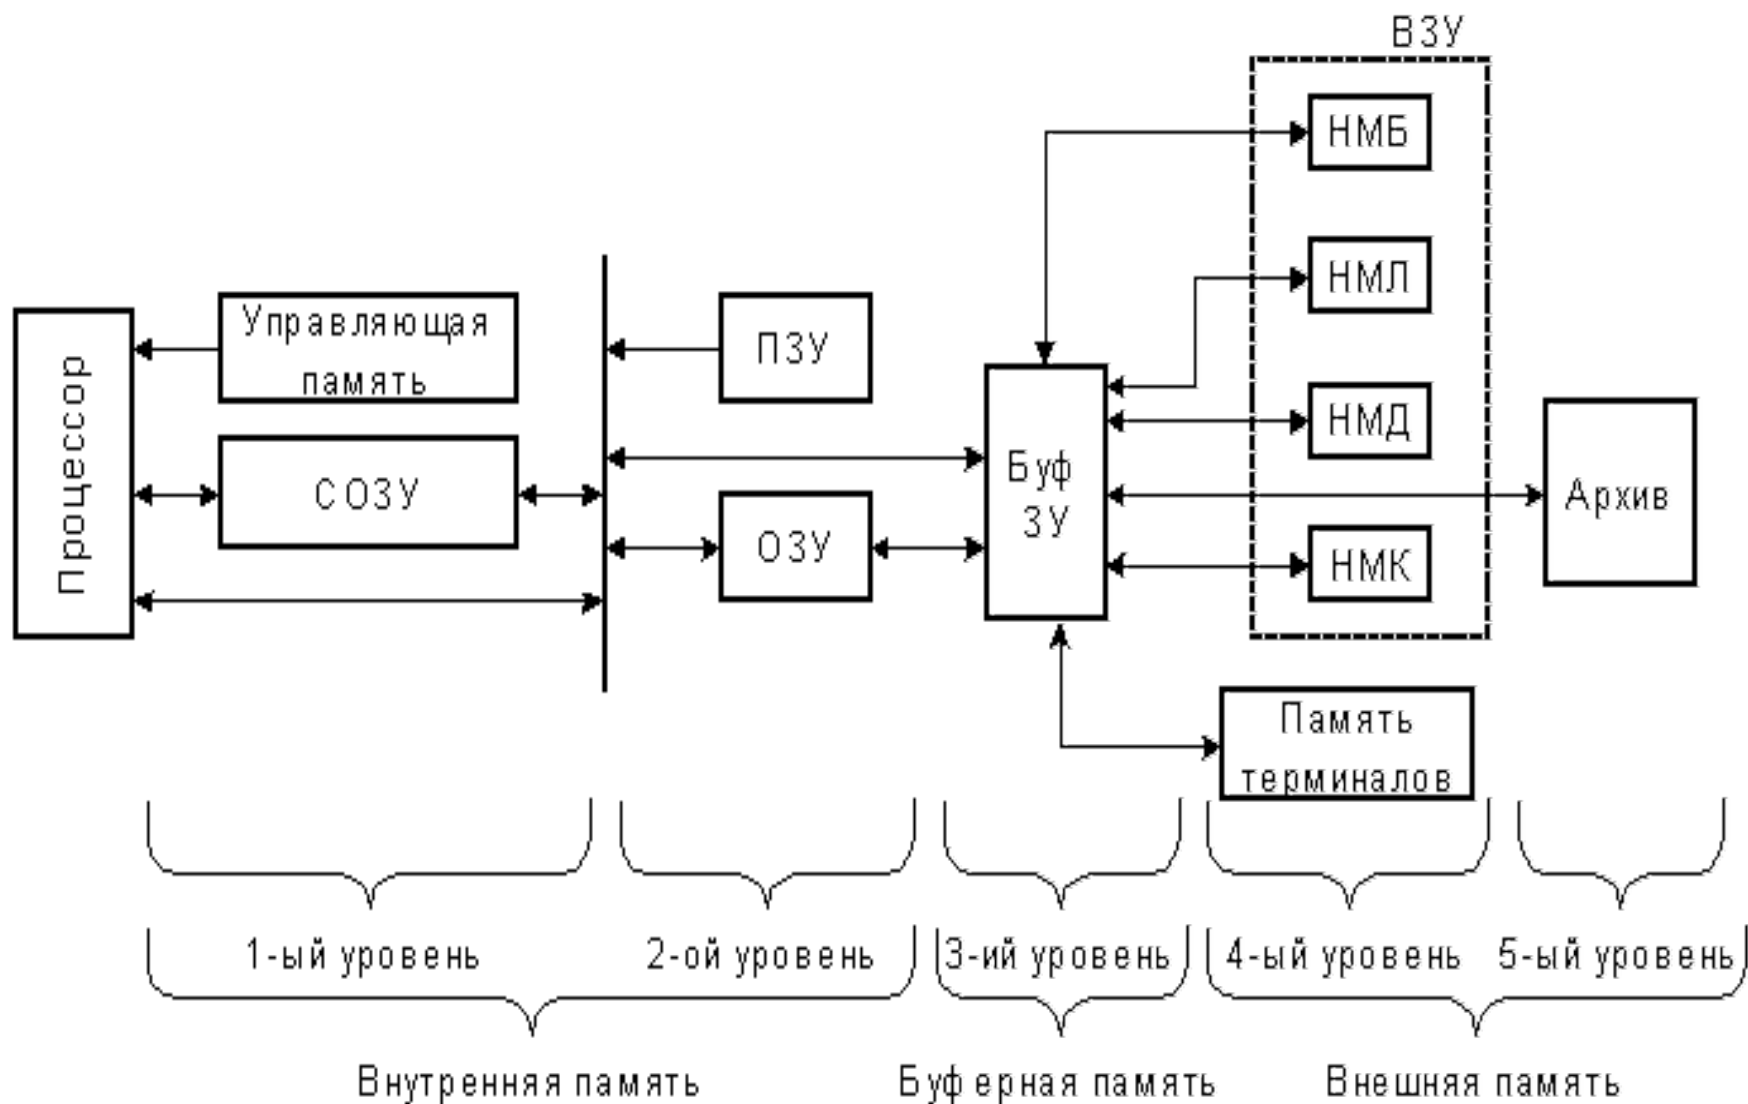 ВЗУ
НМБ
НМЛ
НМД
НМК
Процессор
Управляющая
память
СОЗУ
ПЗУ
ОЗУ
Буф
ЗУ
Архив
Память
терминалов
1-ый уровень
2-ой уровень
3-ий уровень
4-ый уровень
5-ый уровень
Внутренняя память
Буферная память
Внешняя память